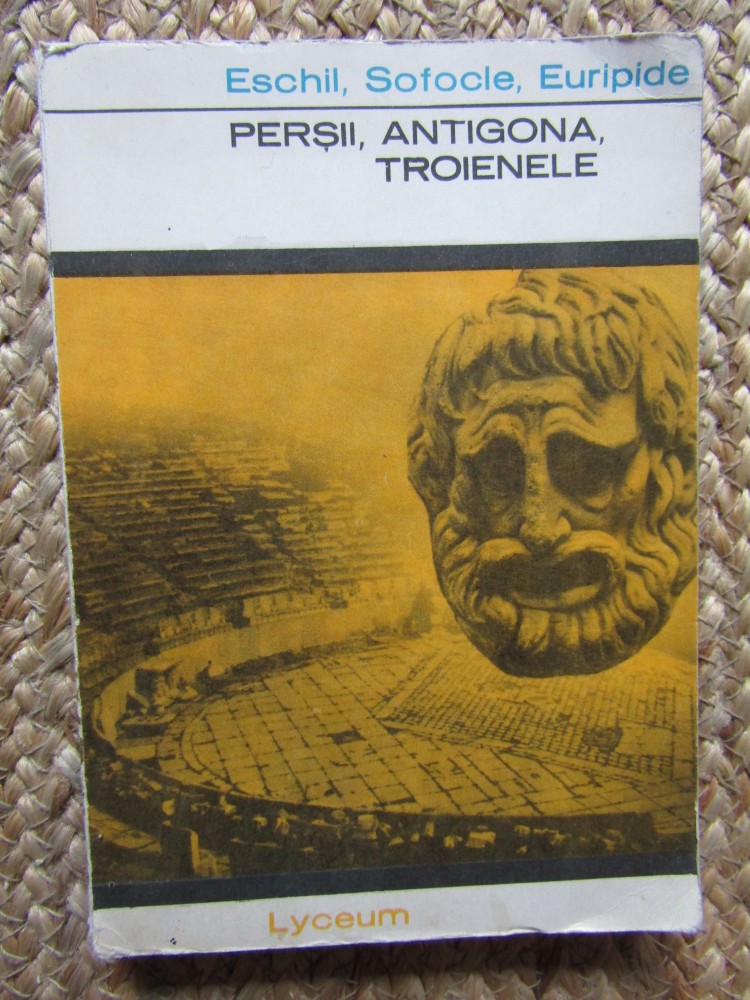 Eschil, Sofocle, Euripide
PERȘII, ANTIGONA,
TROIENELE
Lyceum